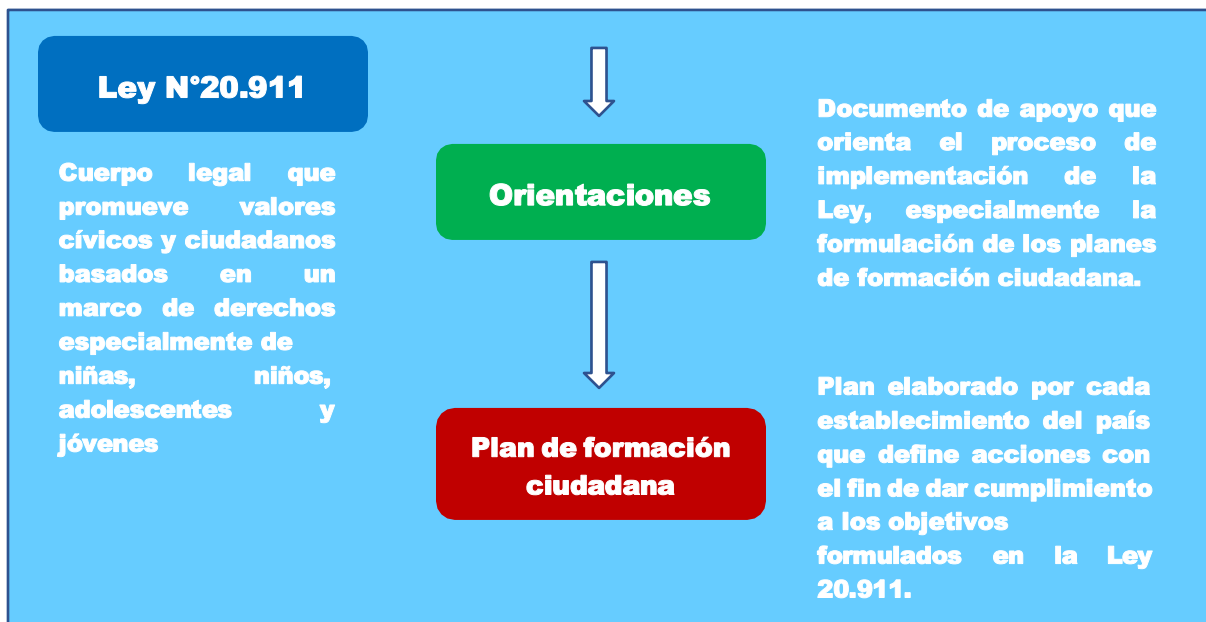 Ley N°20.911
Cuerpo legal que
promueve valores
cívicos y ciudadanos
basados en un
marco de derechos
especialmente de
niñas, niños,
adolescentes y
jóvenes
Orientaciones
Documento de apoyo que
orienta el proceso de
implementación de la
Ley, especialmente la
formulación de los planes
de formación ciudadana.
Plan de formación
ciudadana
Plan elaborado por cada
establecimiento del país
que define acciones con
el fin de dar cumplimiento
a los objetivos
formulados en la Ley
20.911.